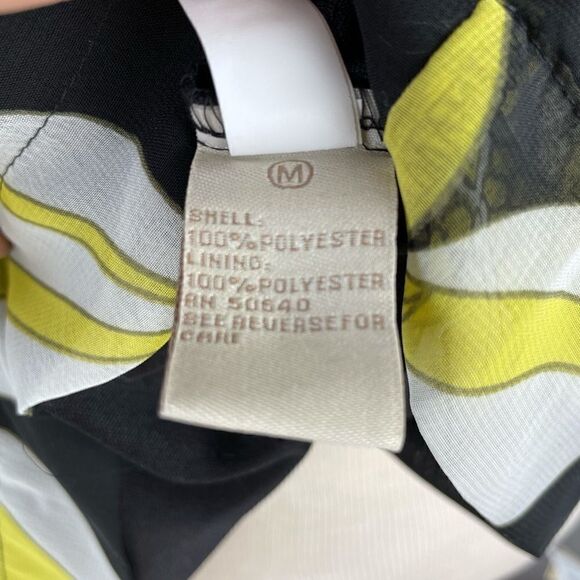 M
SHELL:
100% POLYESTER
LINING:
100% POLYESTER
RN 50640
SEE REVERSE FOR
CARE